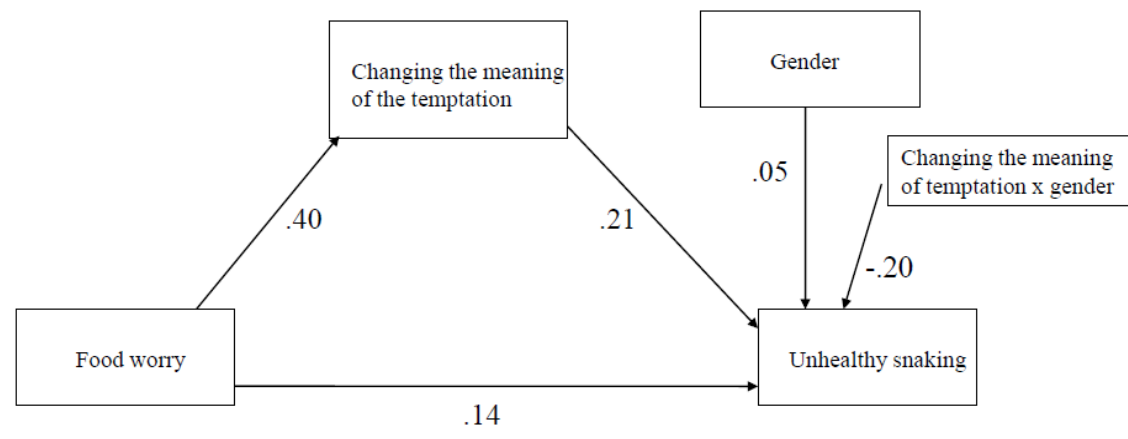 Changing the meaning
of the temptation
Gender
Changing the meaning
of temptation x gender
.05
.40
.21
-.20
Food worry
Unhealthy snaking
.14